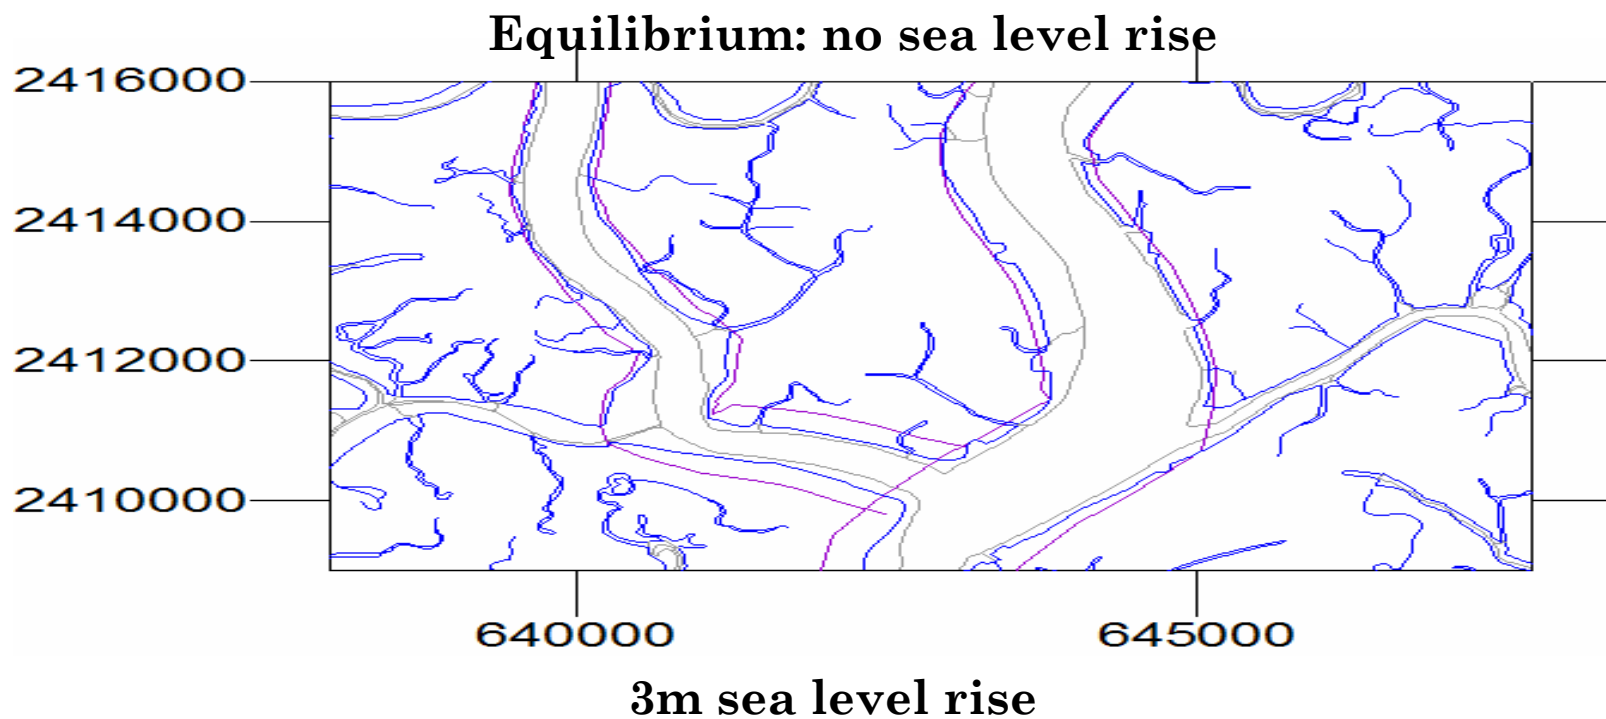 Equilibrium: no sea level rise
2416000
2414000
2412000
2410000
640000 645000
3m sea level rise